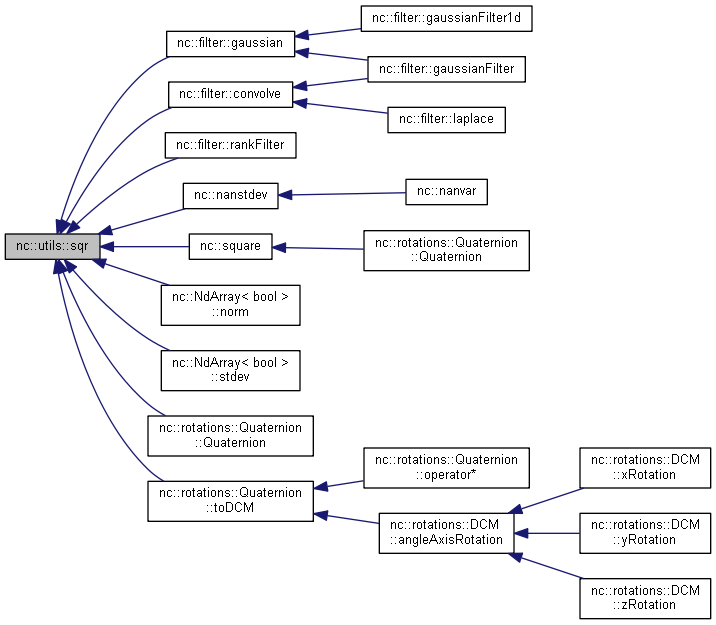 nc::utils::sqr
nc::filter::gaussian
nc::filter::gaussianFilter1d
nc::filter::gaussianFilter
nc::filter::convolve
nc::filter::laplace
nc::filter::rankFilter
nc::nanstdev
nc::nanvar
nc::square
nc::rotations::Quaternion
::Quaternion
nc::NdArray< bool >
::norm
nc::NdArray< bool >
::stdev
nc::rotations::Quaternion
::Quaternion
nc::rotations::Quaternion
::toDCM
nc::rotations::Quaternion
::operator*
nc::rotations::DCM
::angleAxisRotation
nc::rotations::DCM
::xRotation
nc::rotations::DCM
::yRotation
nc::rotations::DCM
::zRotation